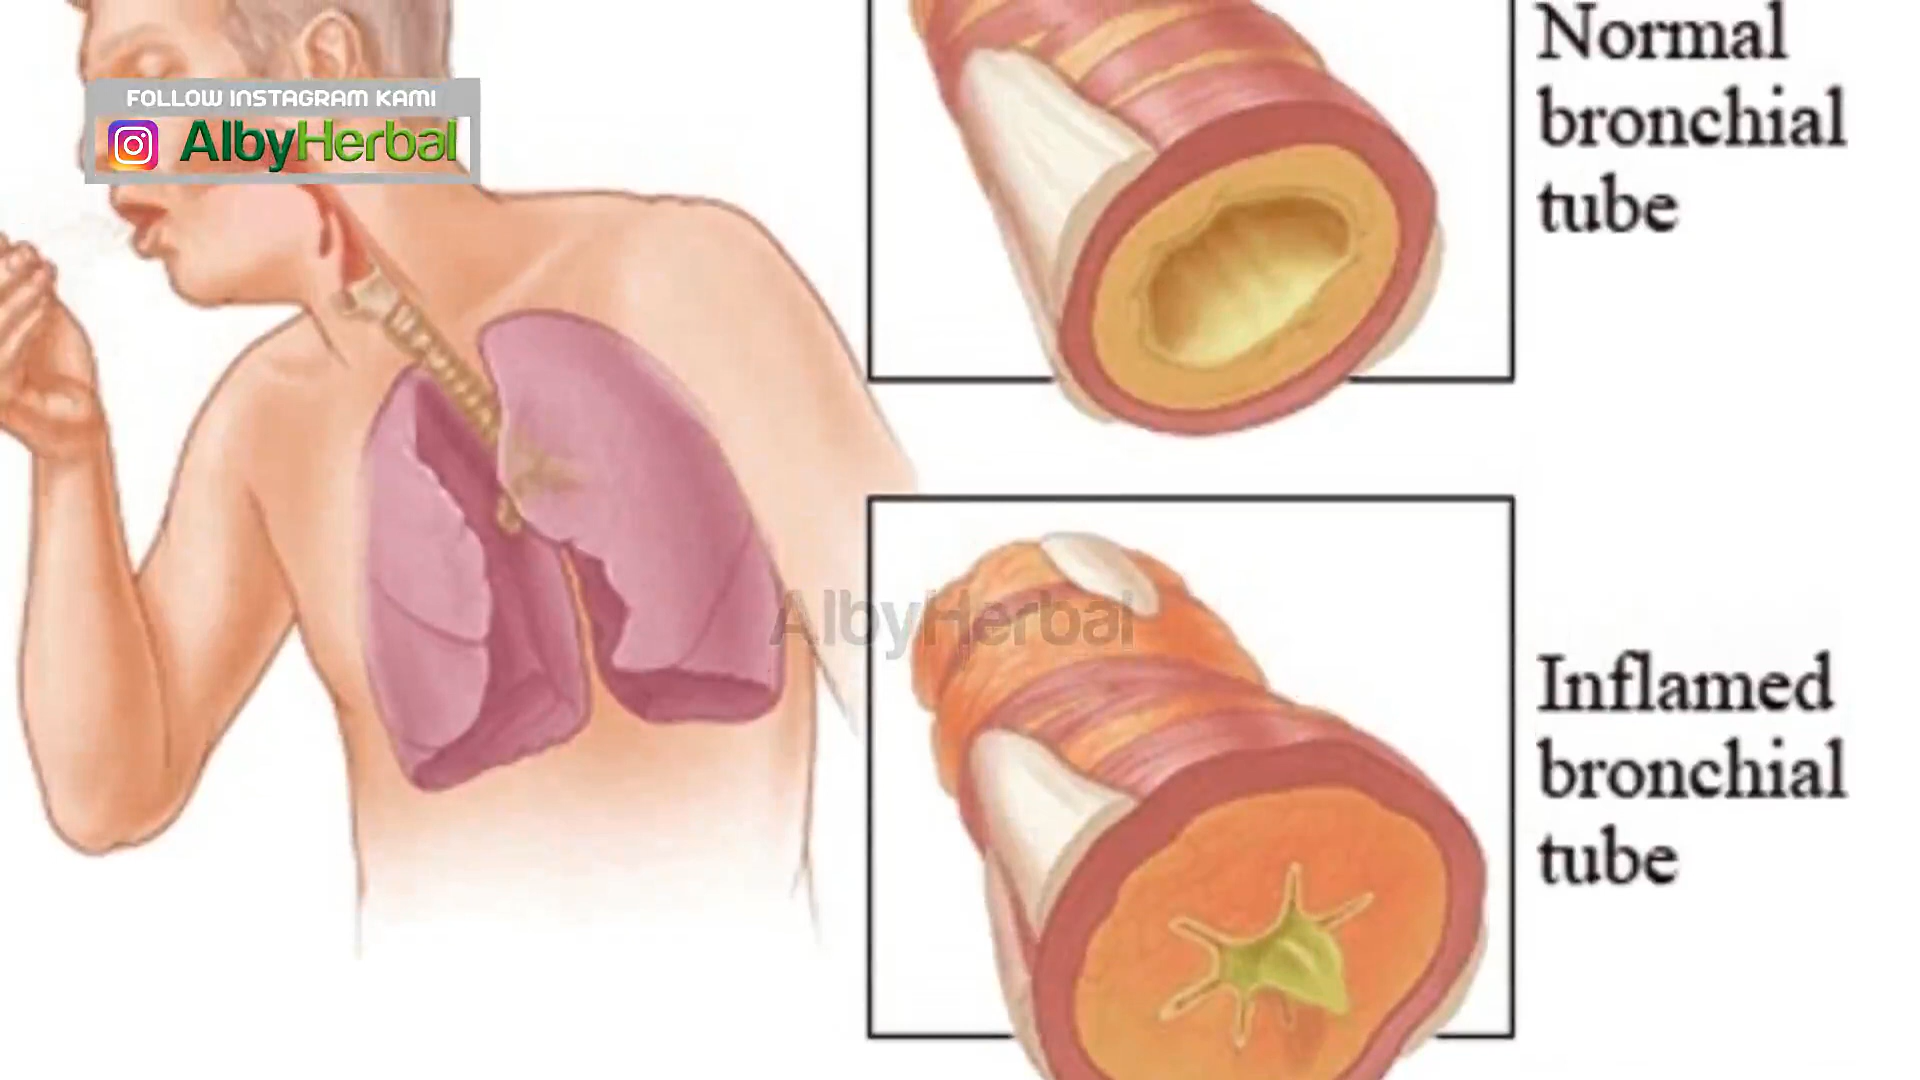 FOLLOW INSTAGRAM KAMI
AlbyHerbal
Normal
bronchial
tube
AlbyHerbal
Inflamed
bronchial
tube